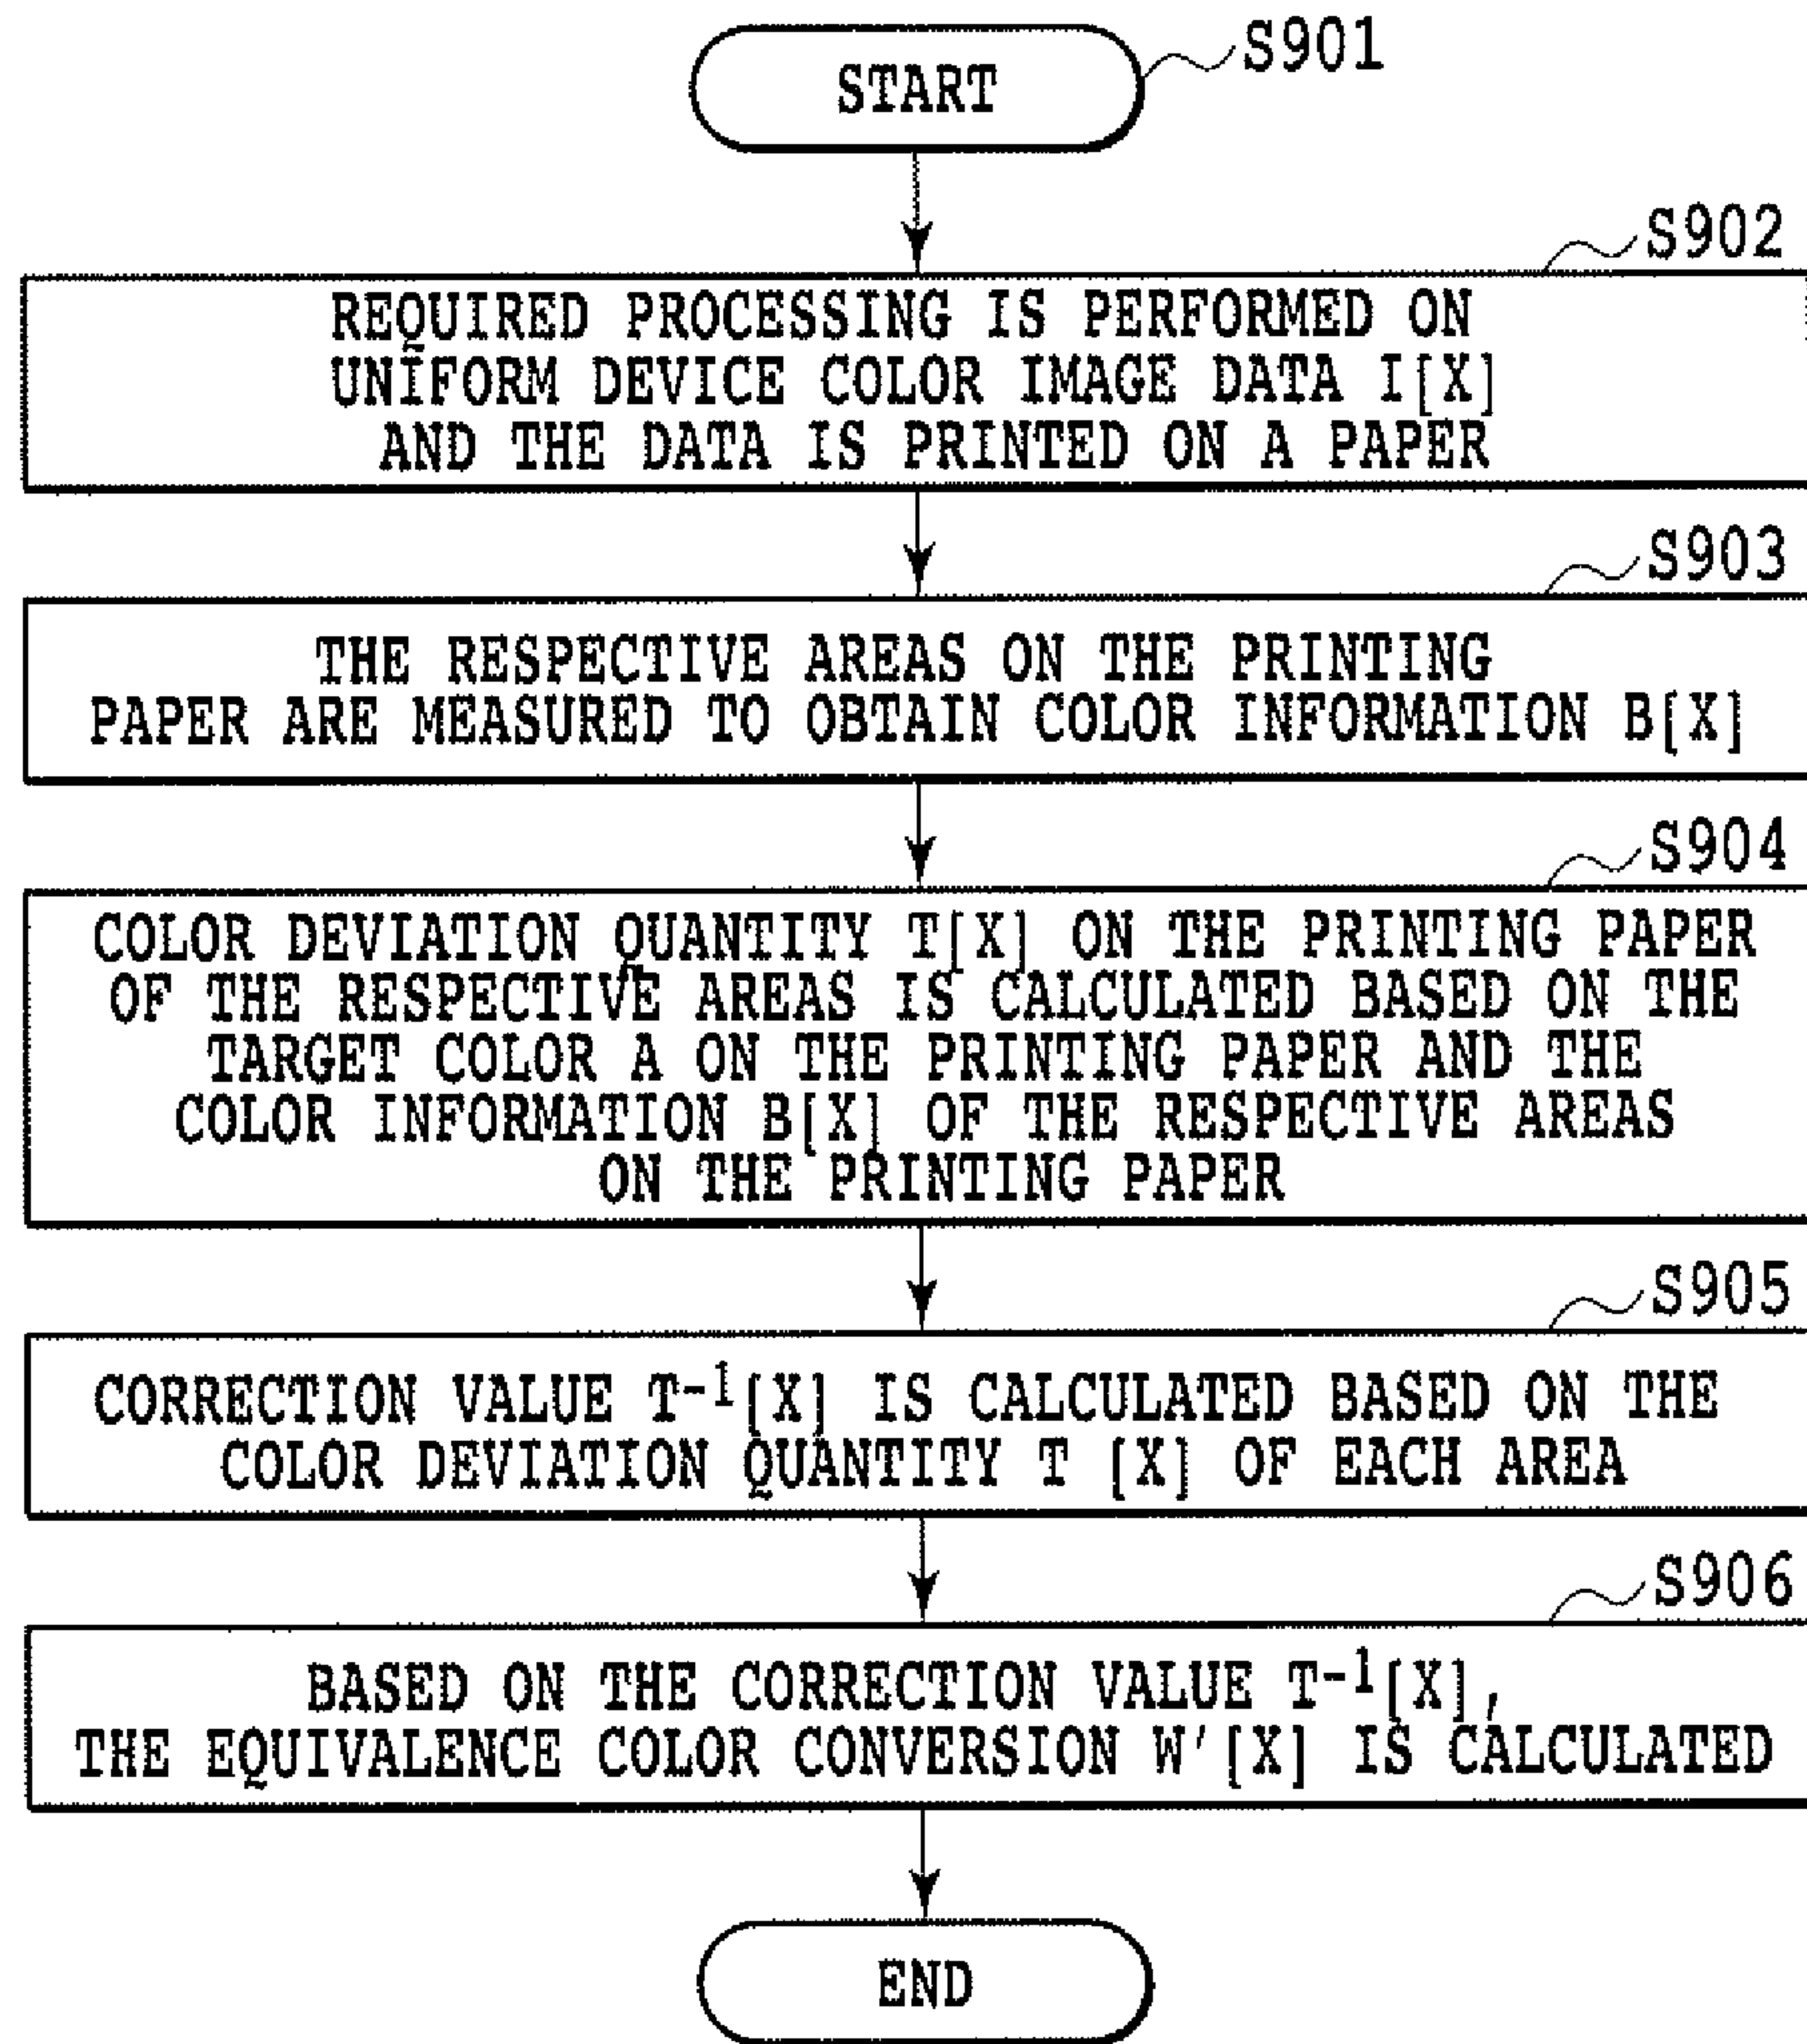 START
S901
S902
REQUIRED PROCESSING IS PERFORMED ON
UNIFORM DEVICE COLOR IMAGE DATA I[X]
AND THE DATA IS PRINTED ON A PAPER
S903
THE RESPECTIVE AREAS ON THE PRINTING
PAPER ARE MEASURED TO OBTAIN COLOR INFORMATION B[X]
S904
COLOR DEVIATION QUANTITY T[X] ON THE PRINTING PAPER
OF THE RESPECTIVE AREAS IS CALCULATED BASED ON THE
TARGET COLOR A ON THE PRINTING PAPER AND THE
COLOR INFORMATION B[X] OF THE RESPECTIVE AREAS
ON THE PRINTING PAPER
S905
CORRECTION VALUE T⁻¹[X] IS CALCULATED BASED ON THE
COLOR DEVIATION QUANTITY T [X] OF EACH AREA
S906
BASED ON THE CORRECTION VALUE T⁻¹[X],
THE EQUIVALENCE COLOR CONVERSION W'[X] IS CALCULATED
END